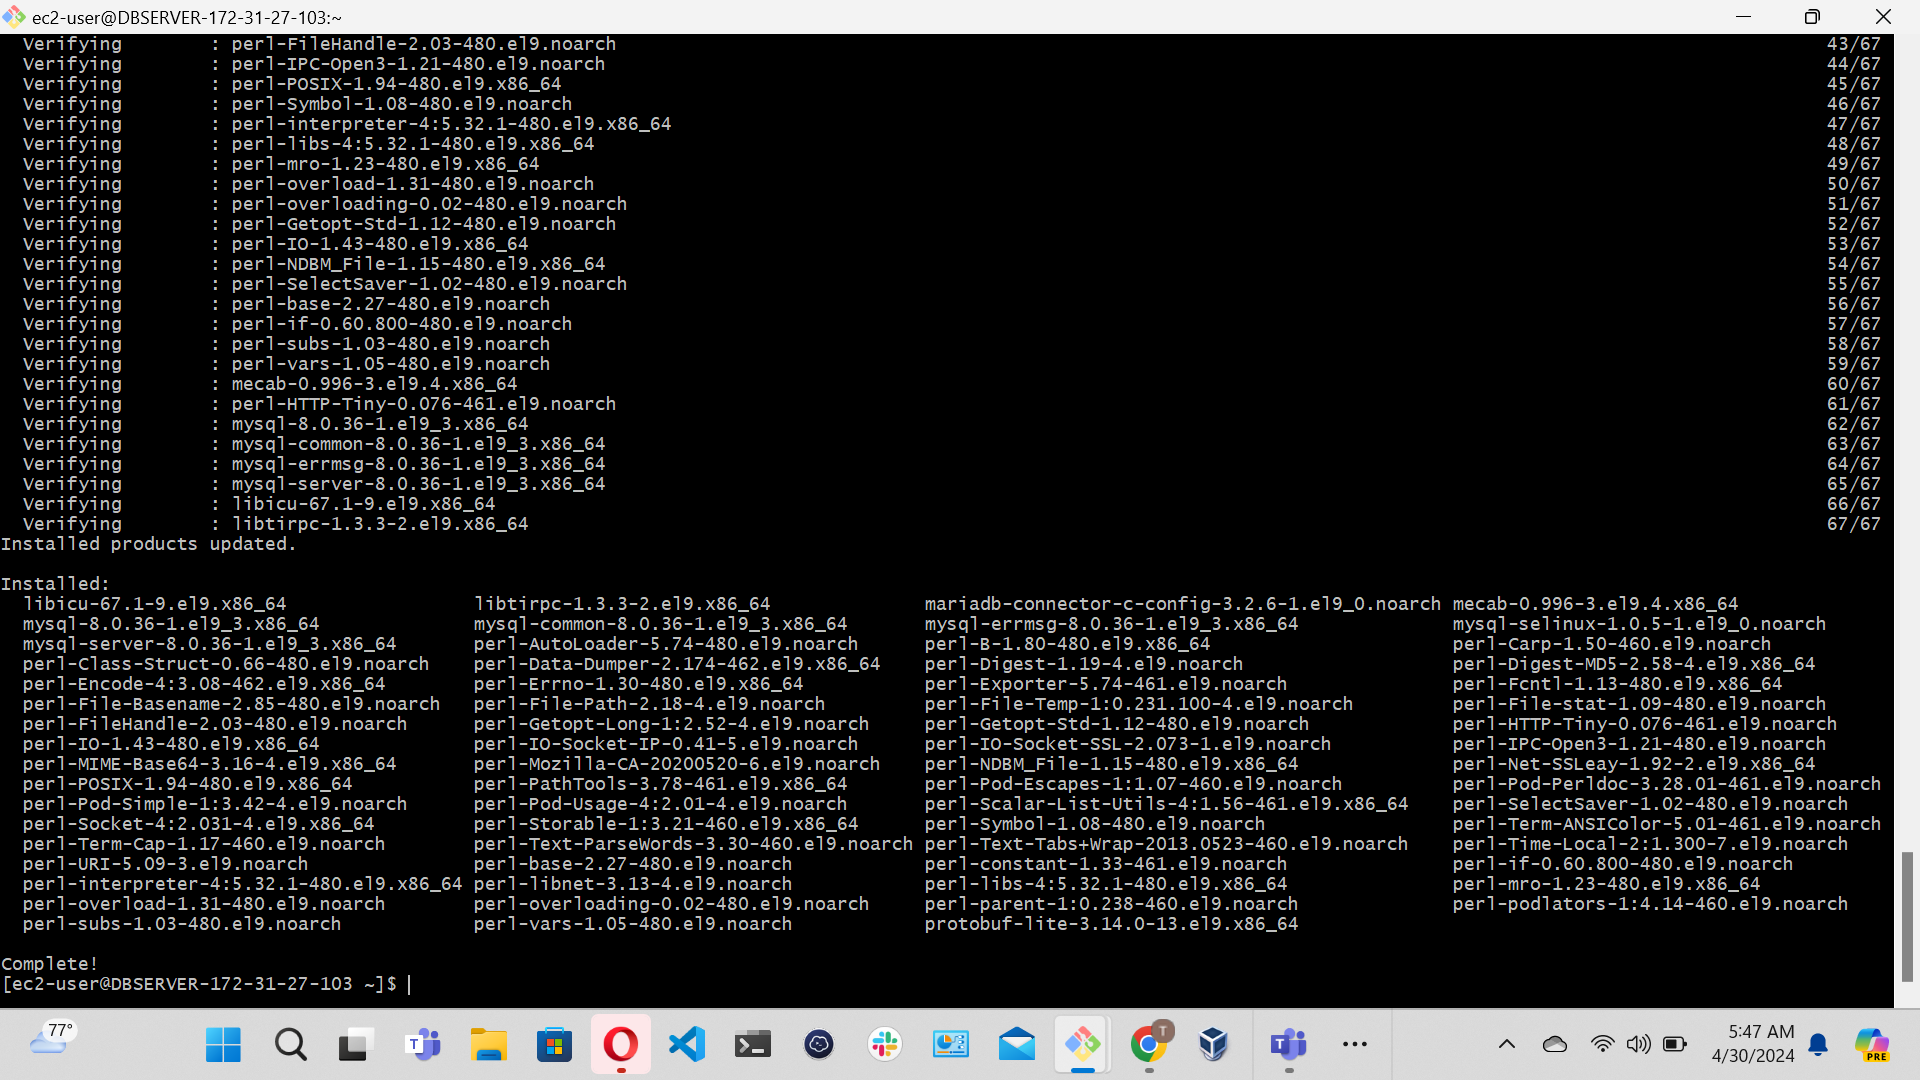 ec2-user@DBSERVER-172-31-27-103:~
Verifying : perl-FileHandle-2.03-480.el9.noarch 43/67
Verifying : perl-IPC-Open3-1.21-480.el9.noarch 44/67
Verifying : perl-POSIX-1.94-480.el9.x86_64 45/67
Verifying : perl-Symbol-1.08-480.el9.noarch 46/67
Verifying : perl-interpreter-4:5.32.1-480.el9.x86_64 47/67
Verifying : perl-libs-4:5.32.1-480.el9.x86_64 48/67
Verifying : perl-mro-1.23-480.el9.x86_64 49/67
Verifying : perl-overload-1.31-480.el9.noarch 50/67
Verifying : perl-overloading-0.02-480.el9.noarch 51/67
Verifying : perl-Getopt-Std-1.12-480.el9.noarch 52/67
Verifying : perl-IO-1.43-480.el9.x86_64 53/67
Verifying : perl-NDBM_File-1.15-480.el9.x86_64 54/67
Verifying : perl-SelectSaver-1.02-480.el9.noarch 55/67
Verifying : perl-base-2.27-480.el9.noarch 56/67
Verifying : perl-if-0.60.800-480.el9.noarch 57/67
Verifying : perl-subs-1.03-480.el9.noarch 58/67
Verifying : perl-vars-1.05-480.el9.noarch 59/67
Verifying : mecab-0.996-3.el9.4.x86_64 60/67
Verifying : perl-HTTP-Tiny-0.076-461.el9.noarch 61/67
Verifying : mysql-8.0.36-1.el9_3.x86_64 62/67
Verifying : mysql-common-8.0.36-1.el9_3.x86_64 63/67
Verifying : mysql-errmsg-8.0.36-1.el9_3.x86_64 64/67
Verifying : mysql-server-8.0.36-1.el9_3.x86_64 65/67
Verifying : libicu-67.1-9.el9.x86_64 66/67
Verifying : libtirpc-1.3.3-2.el9.x86_64 67/67
Installed products updated.
Installed:
libicu-67.1-9.el9.x86_64 libtirpc-1.3.3-2.el9.x86_64 mariadb-connector-c-config-3.2.6-1.el9_0.noarch mecab-0.996-3.el9.4.x86_64
mysql-8.0.36-1.el9_3.x86_64 mysql-common-8.0.36-1.el9_3.x86_64 mysql-errmsg-8.0.36-1.el9_3.x86_64 mysql-selinux-1.0.5-1.el9_0.noarch
mysql-server-8.0.36-1.el9_3.x86_64 perl-AutoLoader-5.74-480.el9.noarch perl-B-1.80-480.el9.x86_64 perl-Carp-1.50-460.el9.noarch
perl-Class-Struct-0.66-480.el9.noarch perl-Data-Dumper-2.174-462.el9.x86_64 perl-Digest-1.19-4.el9.noarch perl-Digest-MD5-2.58-4.el9.x86_64
perl-Encode-4:3.08-462.el9.x86_64 perl-Errno-1.30-480.el9.x86_64 perl-Exporter-5.74-461.el9.noarch perl-Fcntl-1.13-480.el9.x86_64
perl-File-Basename-2.85-480.el9.noarch perl-File-Path-2.18-4.el9.noarch perl-File-Temp-1:0.231.100-4.el9.noarch perl-File-stat-1.09-480.el9.noarch
perl-FileHandle-2.03-480.el9.noarch perl-Getopt-Long-1:2.52-4.el9.noarch perl-Getopt-Std-1.12-480.el9.noarch perl-HTTP-Tiny-0.076-461.el9.noarch
perl-IO-1.43-480.el9.x86_64 perl-IO-Socket-IP-0.41-5.el9.noarch perl-IO-Socket-SSL-2.073-1.el9.noarch perl-IPC-Open3-1.21-480.el9.noarch
perl-MIME-Base64-3.16-4.el9.x86_64 perl-Mozilla-CA-20200520-6.el9.noarch perl-NDBM_File-1.15-480.el9.x86_64 perl-Net-SSLeay-1.92-2.el9.x86_64
perl-POSIX-1.94-480.el9.x86_64 perl-PathTools-3.78-461.el9.x86_64 perl-Pod-Escapes-1:1.07-460.el9.noarch perl-Pod-Perldoc-3.28.01-461.el9.noarch
perl-Pod-Simple-1:3.42-4.el9.noarch perl-Pod-Usage-4:2.01-4.el9.noarch perl-Scalar-List-Utils-4:1.56-461.el9.x86_64 perl-SelectSaver-1.02-480.el9.noarch
perl-Socket-4:2.031-4.el9.x86_64 perl-Storable-1:3.21-460.el9.x86_64 perl-Symbol-1.08-480.el9.noarch perl-Term-ANSIColor-5.01-461.el9.noarch
perl-Term-Cap-1.17-460.el9.noarch perl-Text-ParseWords-3.30-460.el9.noarch perl-Text-Tabs+Wrap-2013.0523-460.el9.noarch perl-Time-Local-2:1.300-7.el9.noarch
perl-URI-5.09-3.el9.noarch perl-base-2.27-480.el9.noarch perl-constant-1.33-461.el9.noarch perl-if-0.60.800-480.el9.noarch
perl-interpreter-4:5.32.1-480.el9.x86_64 perl-libnet-3.13-4.el9.noarch perl-libs-4:5.32.1-480.el9.x86_64 perl-mro-1.23-480.el9.x86_64
perl-overload-1.31-480.el9.noarch perl-overloading-0.02-480.el9.noarch perl-parent-1:0.238-460.el9.noarch perl-podlators-1:4.14-460.el9.noarch
perl-subs-1.03-480.el9.noarch perl-vars-1.05-480.el9.noarch protobuf-lite-3.14.0-13.el9.x86_64
Complete!
[ec2-user@DBSERVER-172-31-27-103 ~]$
77°
T
T
T
5:47 AM
4/30/2024
PRE